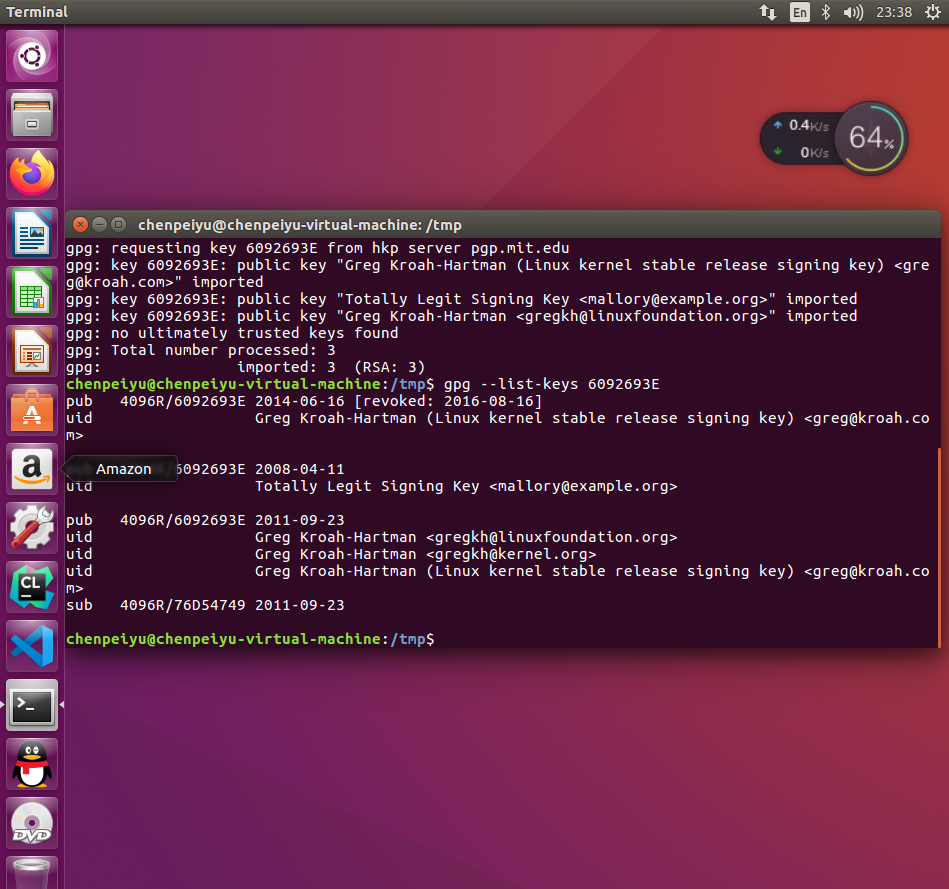 Terminal
En
23:38
0.4K/s
0K/s
64%
chenpeiyu@chenpeiyu-virtual-machine: /tmp
gpg: requesting key 6092693E from hkp server pgp.mit.edu
gpg: key 6092693E: public key "Greg Kroah-Hartman (Linux kernel stable release signing key) <gre
g@kroah.com>" imported
gpg: key 6092693E: public key "Totally Legit Signing Key <mallory@example.org>" imported
gpg: key 6092693E: public key "Greg Kroah-Hartman <gregkh@linuxfoundation.org>" imported
gpg: no ultimately trusted keys found
gpg: Total number processed: 3
gpg:               imported: 3  (RSA: 3)
chenpeiyu@chenpeiyu-virtual-machine:/tmp$ gpg --list-keys 6092693E
pub   4096R/6092693E 2014-06-16 [revoked: 2016-08-16]
uid                  Greg Kroah-Hartman (Linux kernel stable release signing key) <greg@kroah.co
m>
Amazon
/6092693E 2008-04-11
uid                  Totally Legit Signing Key <mallory@example.org>
pub   4096R/6092693E 2011-09-23
uid                  Greg Kroah-Hartman <gregkh@linuxfoundation.org>
uid                  Greg Kroah-Hartman <gregkh@kernel.org>
uid                  Greg Kroah-Hartman (Linux kernel stable release signing key) <greg@kroah.co
m>
sub   4096R/76D54749 2011-09-23
chenpeiyu@chenpeiyu-virtual-machine:/tmp$
A
a
CL
>_
DVD